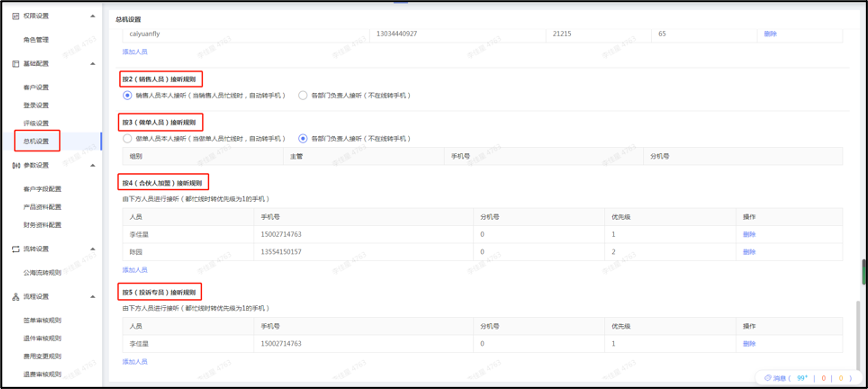 权限设置
角色管理
基础配置
客户设置
登录设置
评级设置
总机设置
参数设置
客户字段配置
产品资料配置
财务资料配置
流转设置
公海流转规则
流程设置
签单审核规则
退件审核规则
费用变更规则
退费审核规则
总机设置
caiyuanfly 13034440927 21215 65 删除
添加人员
按2（销售人员）接听规则
销售人员本人接听（当销售人员忙线时，自动转手机） 各部门负责人接听（不在线转手机）
按3（做单人员）接听规则
做单人员本人接听（当做单人员忙线时，自动转手机） 各部门负责人接听（不在线转手机）
组别 主管 手机号 分机号
按4（合伙人加盟）接听规则
由下方人员进行接听（都忙线时转优先级为1的手机）
人员 手机号 分机号 优先级 操作
李佳星 15002714763 0 1 删除
13554150157 0 2 删除
添加人员
按5（投诉专员）接听规则
由下方人员进行接听（都忙线时转优先级为1的手机）
人员 手机号 分机号 优先级 操作
李佳星 15002714763 0 1 删除
添加人员
消息（ 99+ | 0 | 0 ）